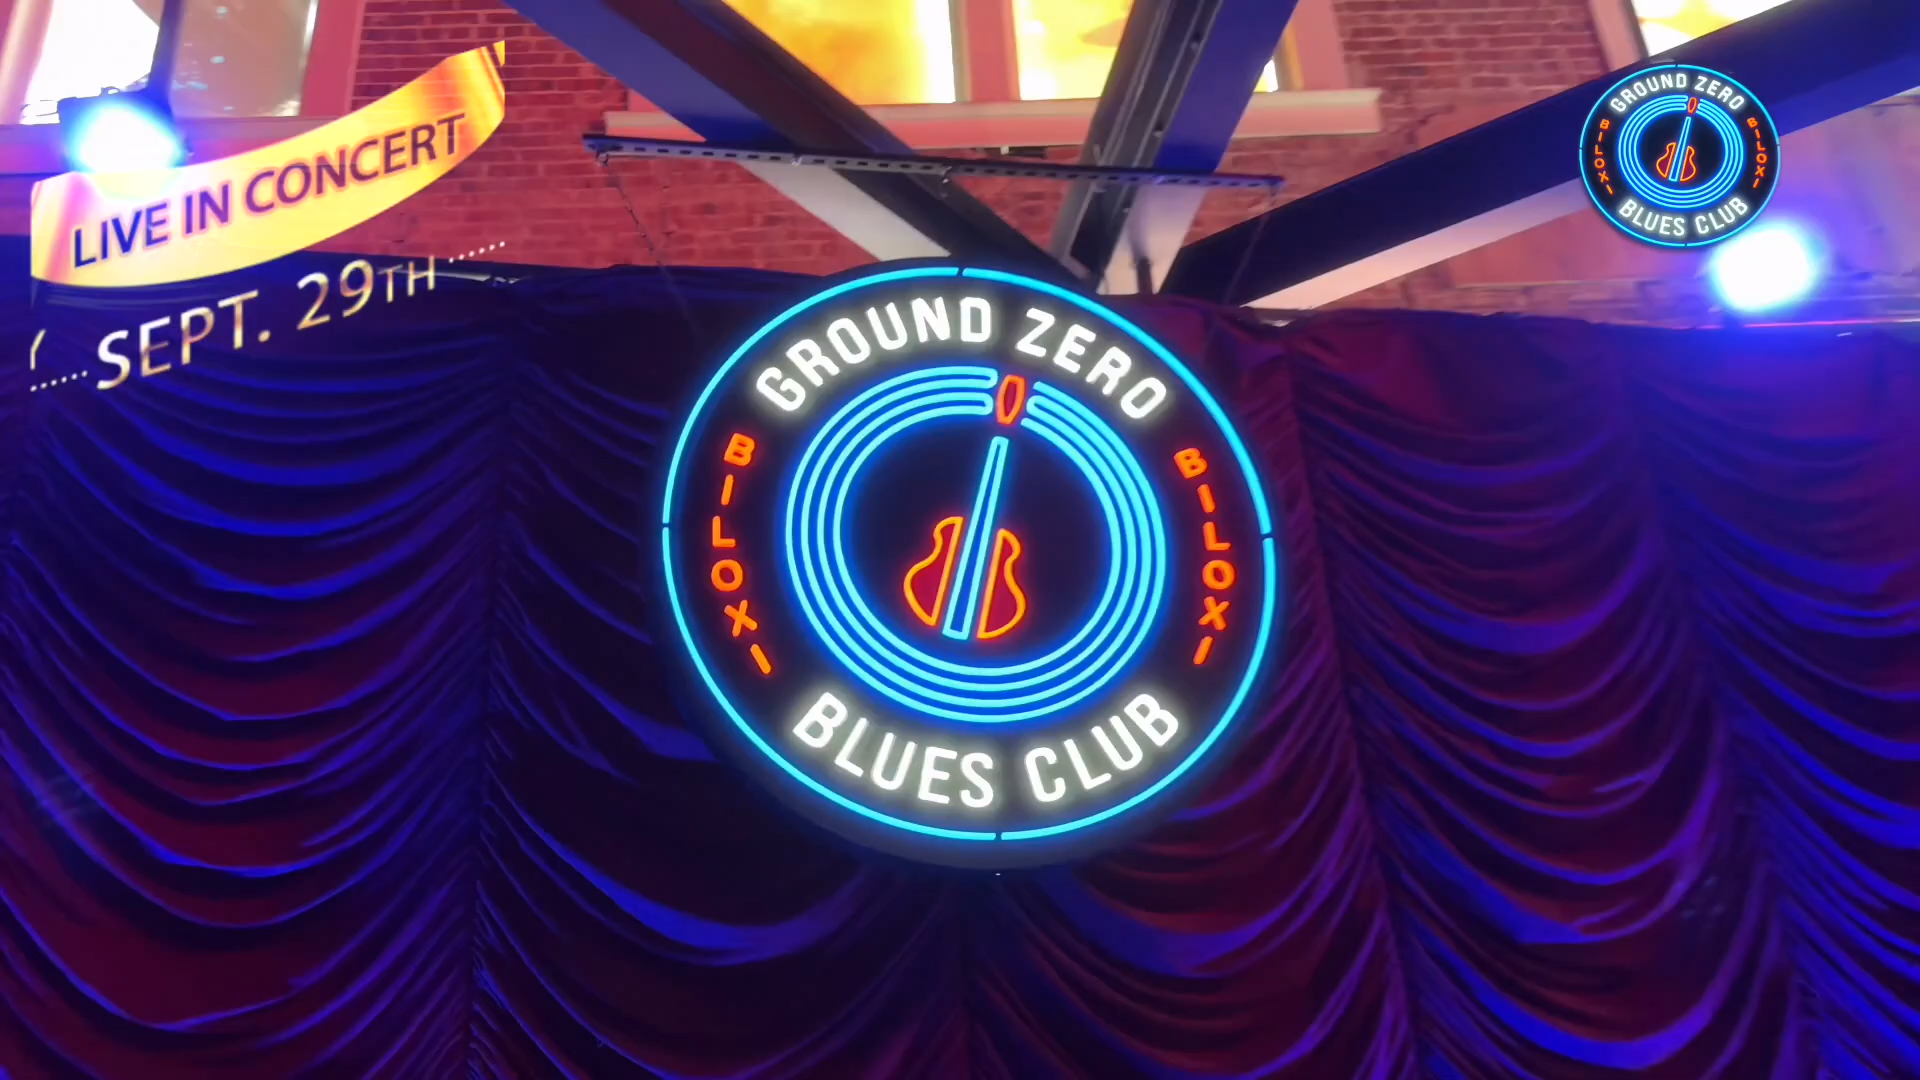 LIVE IN CONCERT
SEPT. 29TH
Y
GROUND ZERO
BILOXI
BILOXI
BLUES CLUB
GROUND ZERO
BILOXI
BILOXI
BLUES CLUB